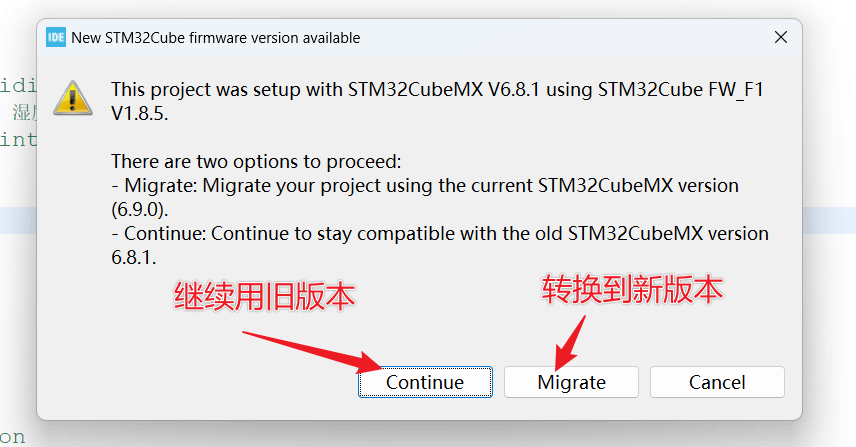 IDE New STM32Cube firmware version available
idi
This project was setup with STM32CubeMX V6.8.1 using STM32Cube FW_F1
湿
V1.8.5.
int
There are two options to proceed:
- Migrate: Migrate your project using the current STM32CubeMX version
(6.9.0).
- Continue: Continue to stay compatible with the old STM32CubeMX version
6.8.1.
继续用旧版本
转换到新版本
Continue
Migrate
Cancel
on